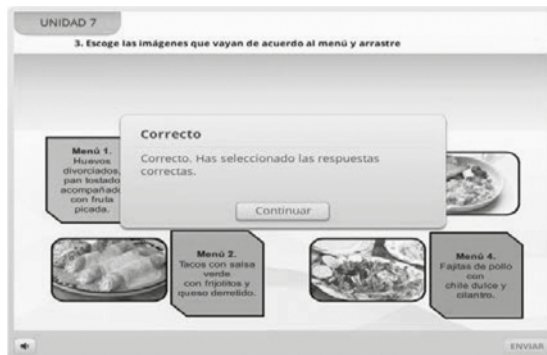 UNIDAD 7
3. Escoge las imágenes que vayan de acuerdo al menú y arrastre
Correcto
Correcto. Has seleccionado las respuestas
correctas.
Continuar
Menú 1.
Huevos
divorciados,
pan tostado
acompañado
con fruta
picada.
Menú 2.
Tacos con salsa
verde
con frijolitos y
queso derretido.
Menú 4.
Fajitas de pollo
con
chile dulce y
cilantro.
ENVIAR